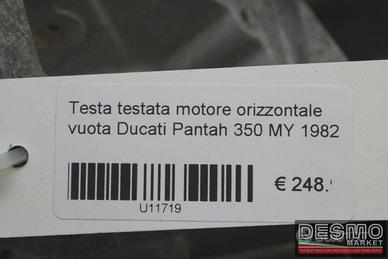 Testa testata motore orizzontale
vuota Ducati Pantah 350 MY 1982
€ 248.
U11719
DESMO
MARKET